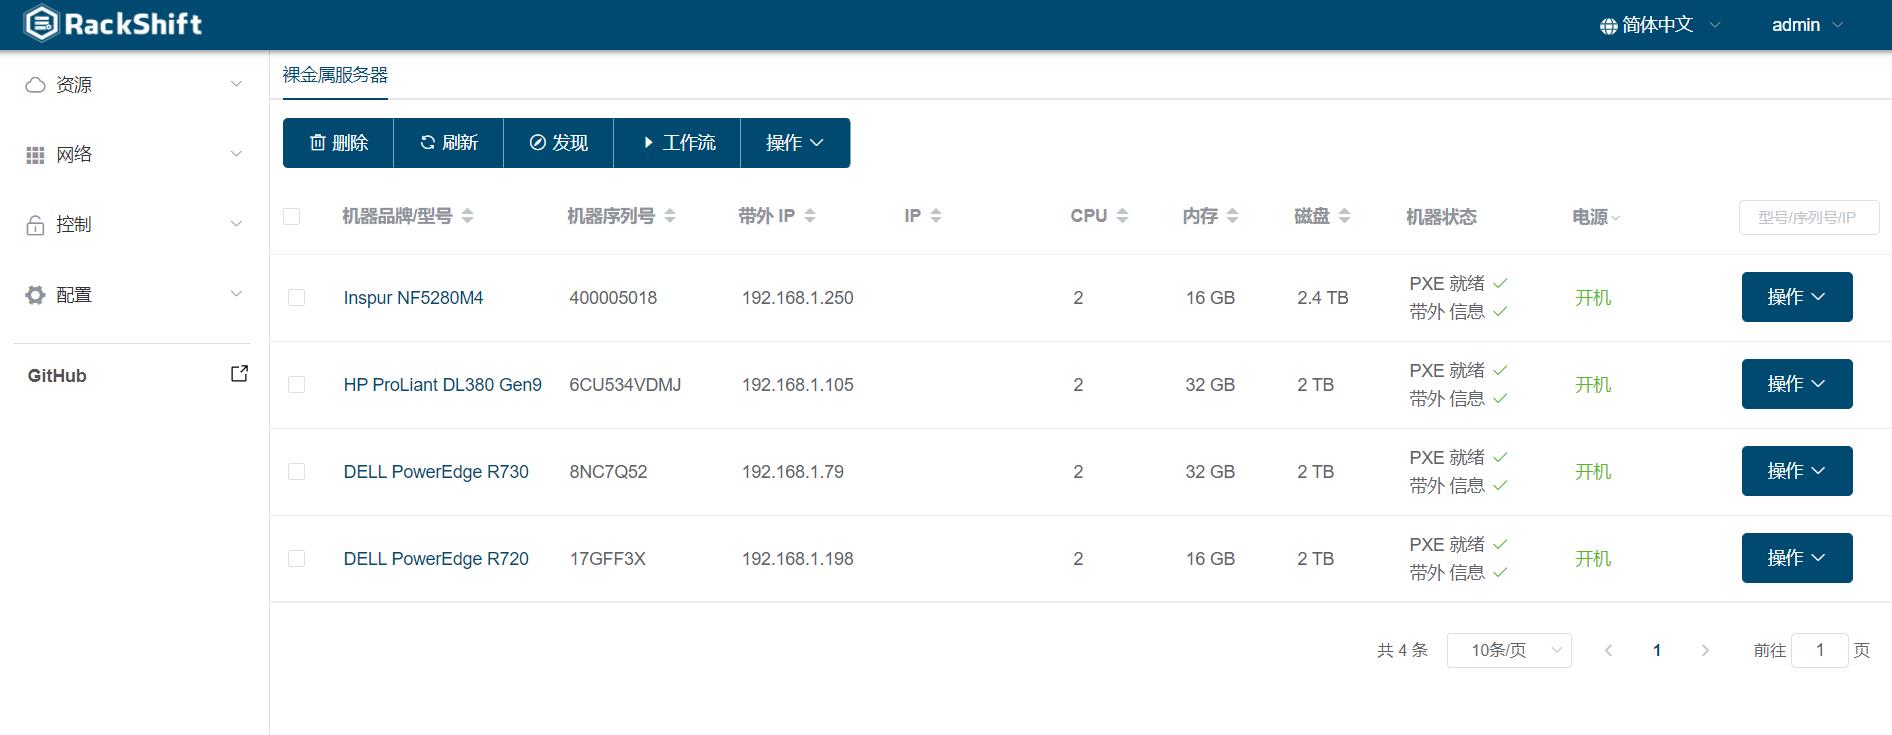 RackShift
简体中文
admin
资源
网络
控制
配置
GitHub
裸金属服务器
删除 刷新 发现 工作流 操作
机器品牌/型号 机器序列号 带外 IP IP CPU 内存 磁盘 机器状态 电源 型号/序列号/IP
Inspur NF5280M4 400005018 192.168.1.250 2 16 GB 2.4 TB PXE 就绪 开机 操作
带外 信息
HP ProLiant DL380 Gen9 6CU534VDMJ 192.168.1.105 2 32 GB 2 TB PXE 就绪 开机 操作
带外 信息
DELL PowerEdge R730 8NC7Q52 192.168.1.79 2 32 GB 2 TB PXE 就绪 开机 操作
带外 信息
DELL PowerEdge R720 17GFF3X 192.168.1.198 2 16 GB 2 TB PXE 就绪 开机 操作
带外 信息
共 4 条 10条/页 1 前往 1 页